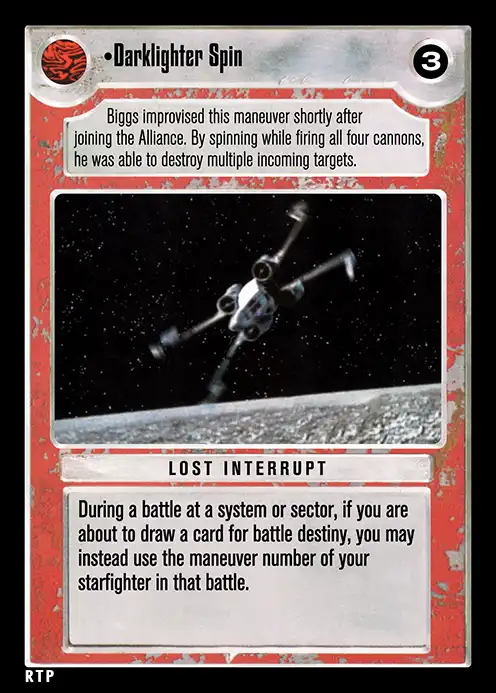 •Darklighter Spin
3
Biggs improvised this maneuver shortly after
joining the Alliance. By spinning while firing all four cannons,
he was able to destroy multiple incoming targets.
LOST INTERRUPT
During a battle at a system or sector, if you are
about to draw a card for battle destiny, you may
instead use the maneuver number of your
starfighter in that battle.
RTP